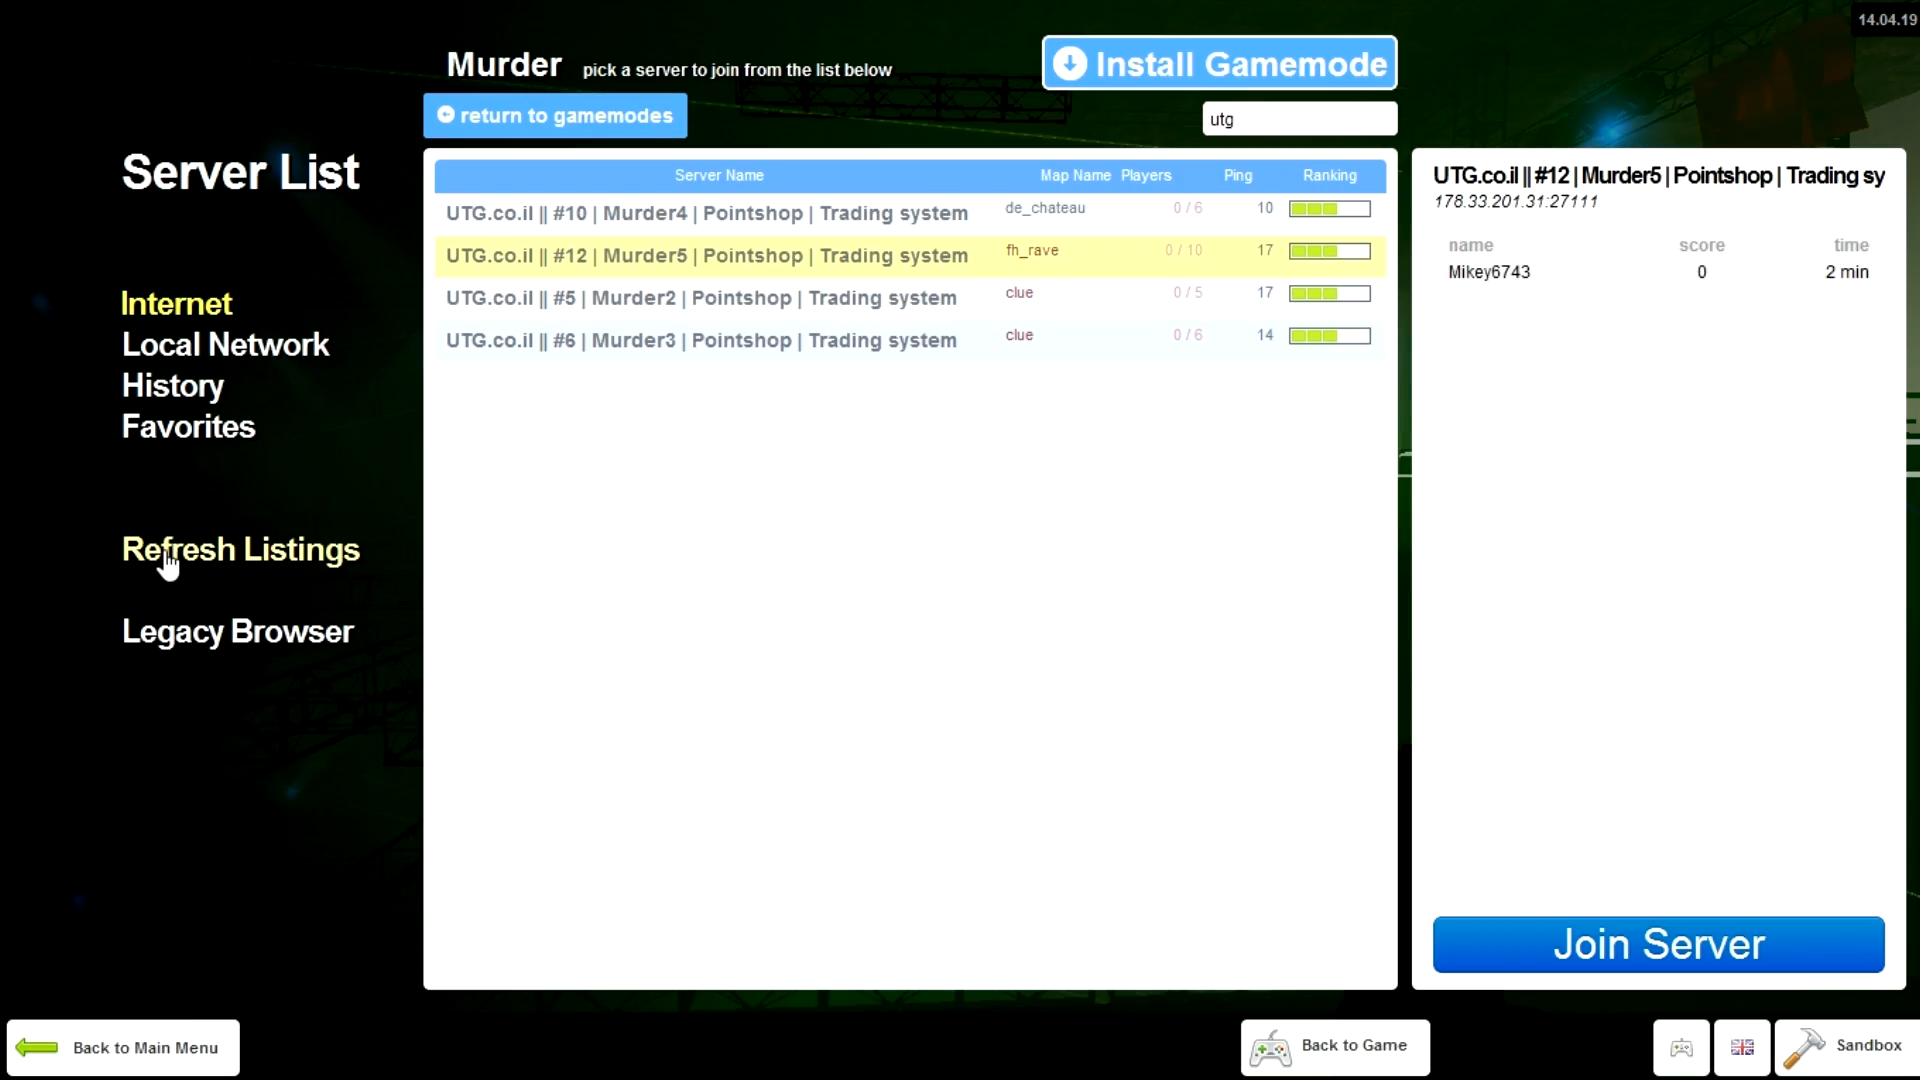 14.04.19
Murder pick a server to join from the list below
Install Gamemode
return to gamemodes
utg
Server List
Internet
Local Network
History
Favorites
Refresh Listings
Legacy Browser
Server Name Map Name Players Ping Ranking
UTG.co.il || #10 | Murder4 | Pointshop | Trading system de_chateau 0 / 6 10
UTG.co.il || #12 | Murder5 | Pointshop | Trading system fh_rave 0 / 10 17
UTG.co.il || #5 | Murder2 | Pointshop | Trading system clue 0 / 5 17
UTG.co.il || #6 | Murder3 | Pointshop | Trading system clue 0 / 6 14
UTG.co.il || #12 | Murder5 | Pointshop | Trading sy
178.33.201.31:27111
name score time
Mikey6743 0 2 min
Join Server
Back to Main Menu
Back to Game
Sandbox